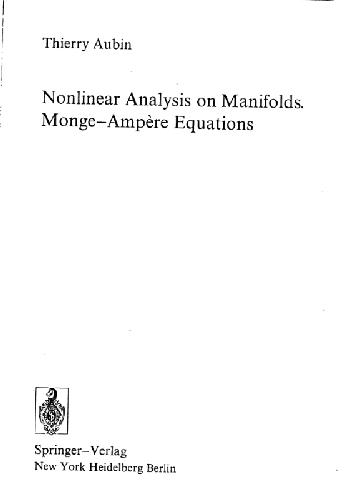 Thierry Aubin
Nonlinear Analysis on Manifolds.
Monge–Ampère Equations
Springer–Verlag
New York Heidelberg Berlin